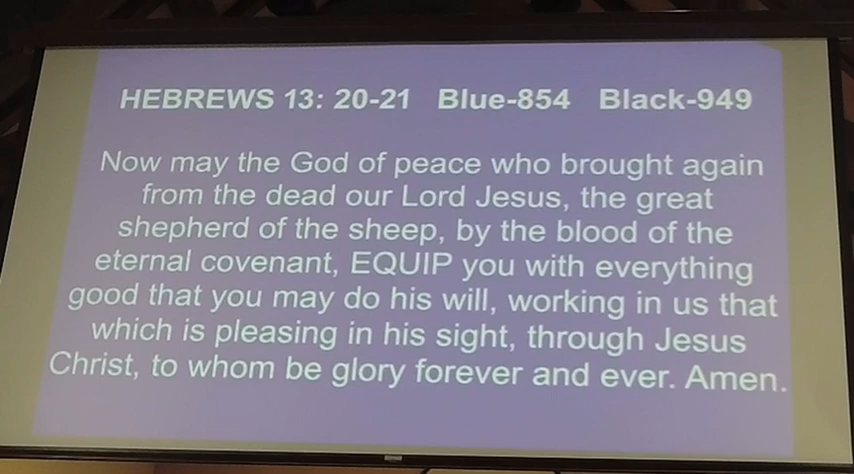 HEBREWS 13: 20-21 Blue-854 Black-949
Now may the God of peace who brought again
from the dead our Lord Jesus, the great
shepherd of the sheep, by the blood of the
eternal covenant, EQUIP you with everything
good that you may do his will, working in us that
which is pleasing in his sight, through Jesus
Christ, to whom be glory forever and ever. Amen.